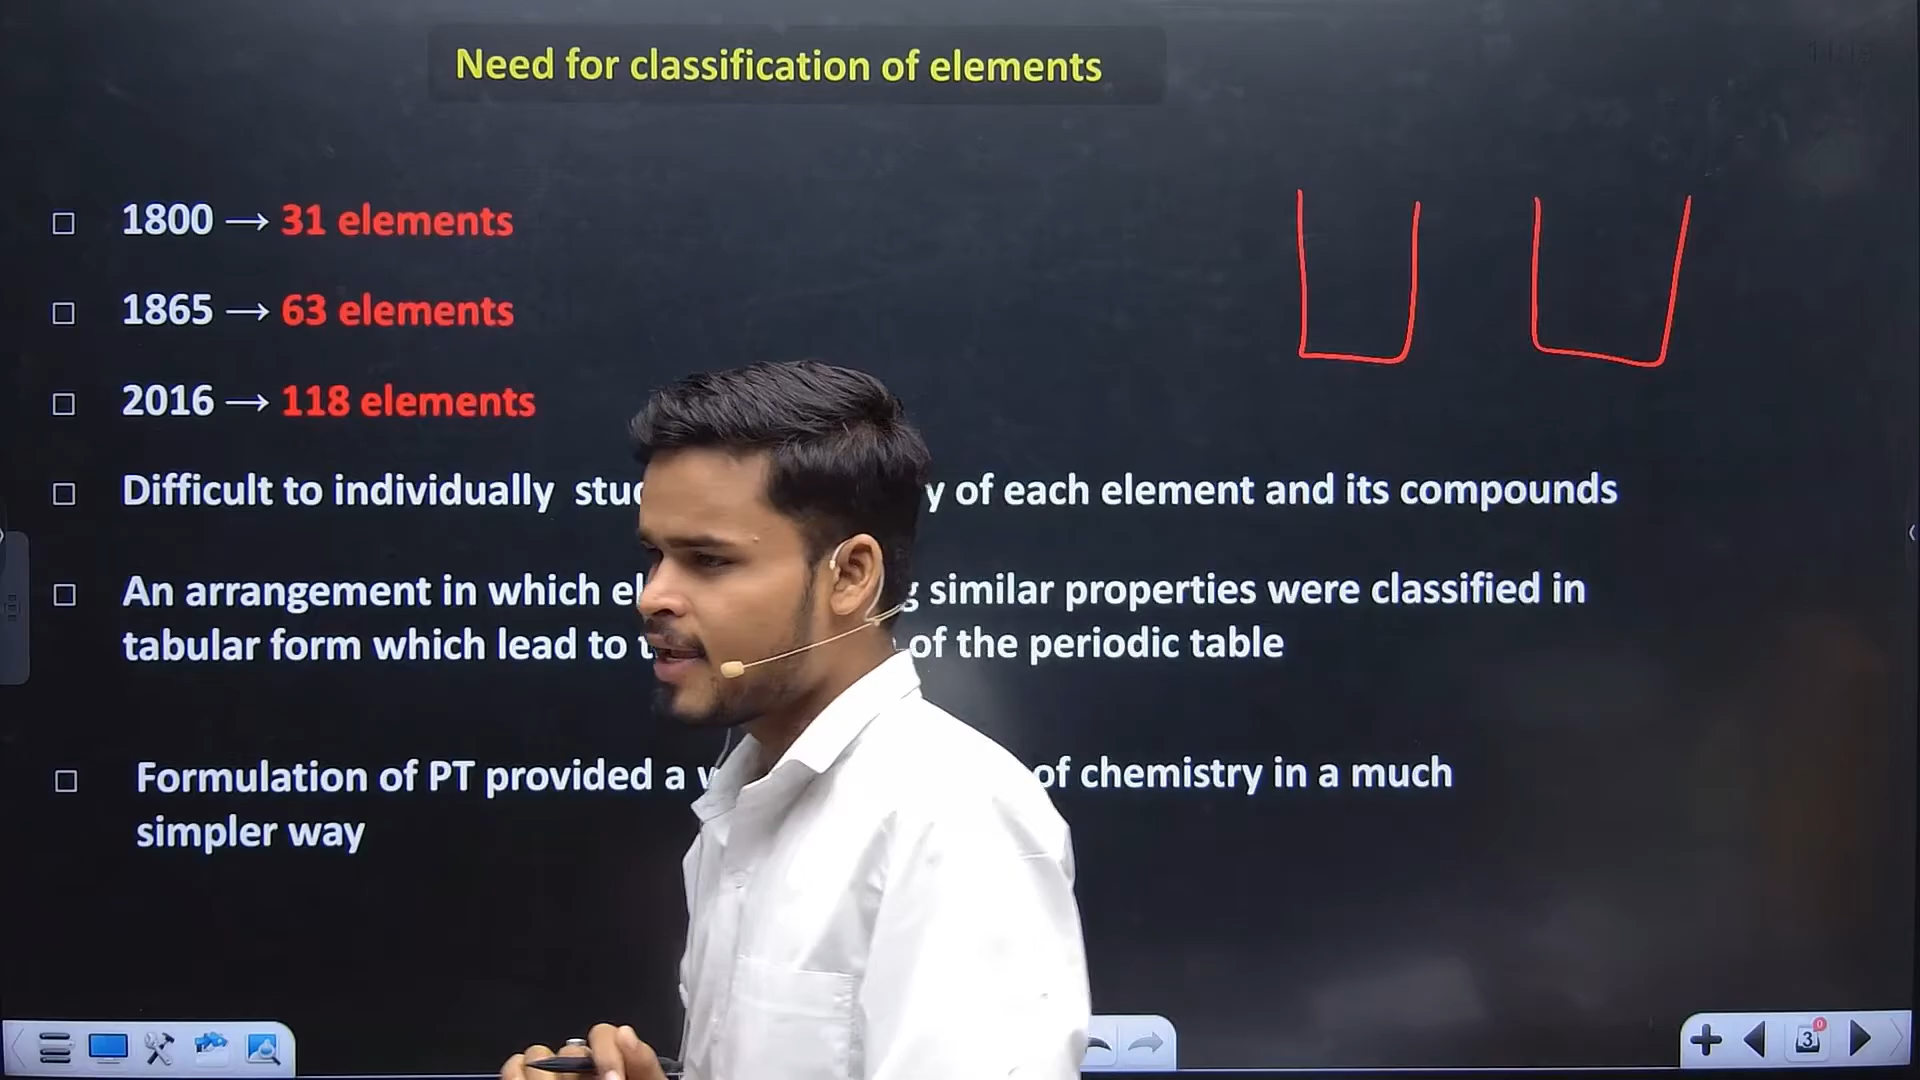 Need for classification of elements
1800 → 31 elements
1865 → 63 elements
2016 → 118 elements
Difficult to individually y of each element and its compounds
An arrangement in which similar properties were classified in
tabular form which lead to of the periodic table
Formulation of PT provided a of chemistry in a much
simpler way
3